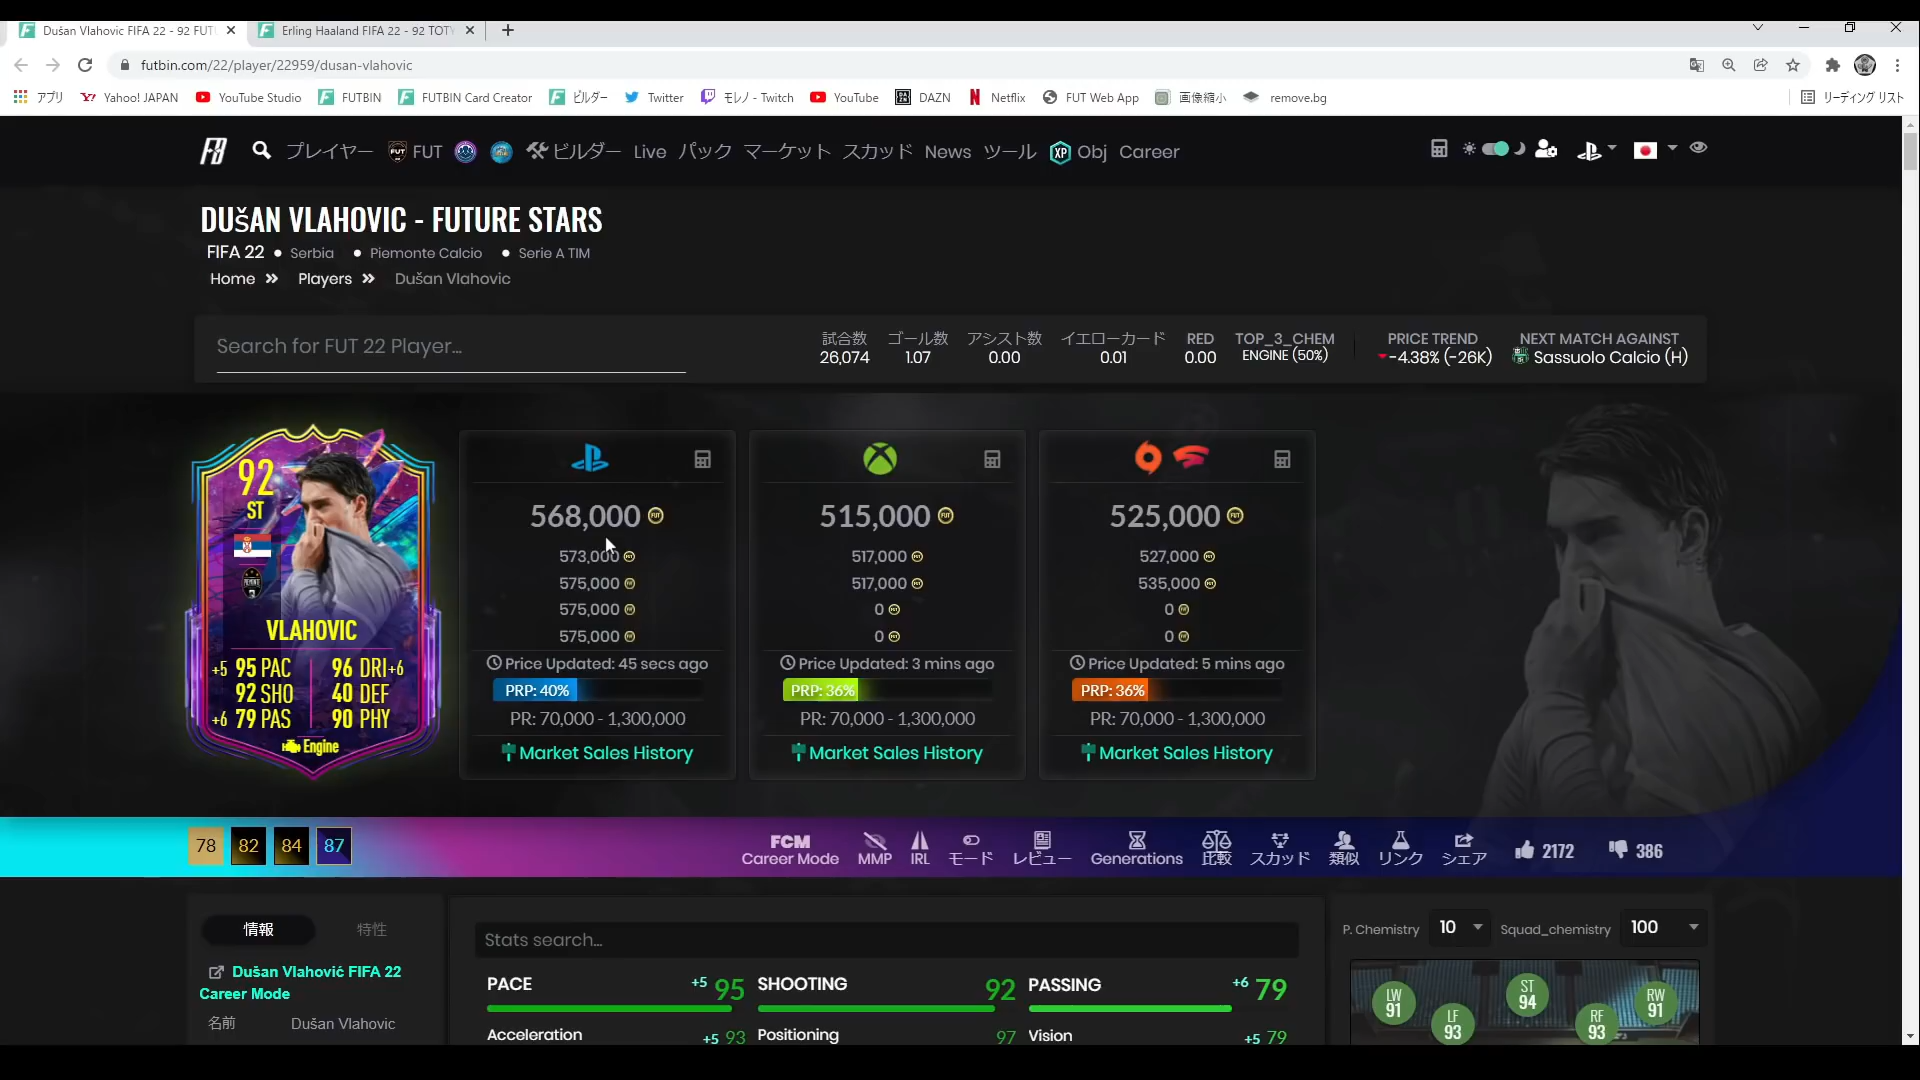 Dušan Vlahovic FIFA 22 - 92 FUT
Erling Haaland FIFA 22 - 92 TOTY
futbin.com/22/player/22959/dusan-vlahovic
アプリ Yahoo! JAPAN YouTube Studio FUTBIN FUTBIN Card Creator ビルダー Twitter モレノ - Twitch YouTube DAZN Netflix FUT Web App 画像縮小 remove.bg リーディング リスト
プレイヤー FUT ビルダー Live パック マーケット スカッド News ツール XP Obj Career
DUŠAN VLAHOVIC - FUTURE STARS
FIFA 22 • Serbia • Piemonte Calcio • Serie A TIM
Home » Players » Dušan Vlahovic
Search for FUT 22 Player...
試合数 ゴール数 アシスト数 イエローカード RED TOP_3_CHEM PRICE TREND NEXT MATCH AGAINST
26,074 1.07 0.00 0.01 0.00 ENGINE (50%) -4.38% (-26K) Sassuolo Calcio (H)
92
ST
VLAHOVIC
+5 95 PAC 96 DRI+6
92 SHO 40 DEF
+6 79 PAS 90 PHY
Engine
568,000
573,000
575,000
575,000
575,000
Price Updated: 45 secs ago
PRP: 40%
PR: 70,000 - 1,300,000
Market Sales History
515,000
517,000
517,000
0
0
Price Updated: 3 mins ago
PRP: 36%
PR: 70,000 - 1,300,000
Market Sales History
525,000
527,000
535,000
0
0
Price Updated: 5 mins ago
PRP: 36%
PR: 70,000 - 1,300,000
Market Sales History
78 82 84 87
FCM
Career Mode MMP IRL モード レビュー Generations 比較 スカッド 類似 リンク シェア 2172 386
情報 特性
Dušan Vlahović FIFA 22
Career Mode
名前 Dušan Vlahovic
Stats search...
PACE +5 95 SHOOTING 92 PASSING +6 79
Acceleration +5 93 Positioning 97 Vision +5 79
P. Chemistry 10 Squad_chemistry 100
LW
91
LF
93
ST
94
RF
93
RW
91